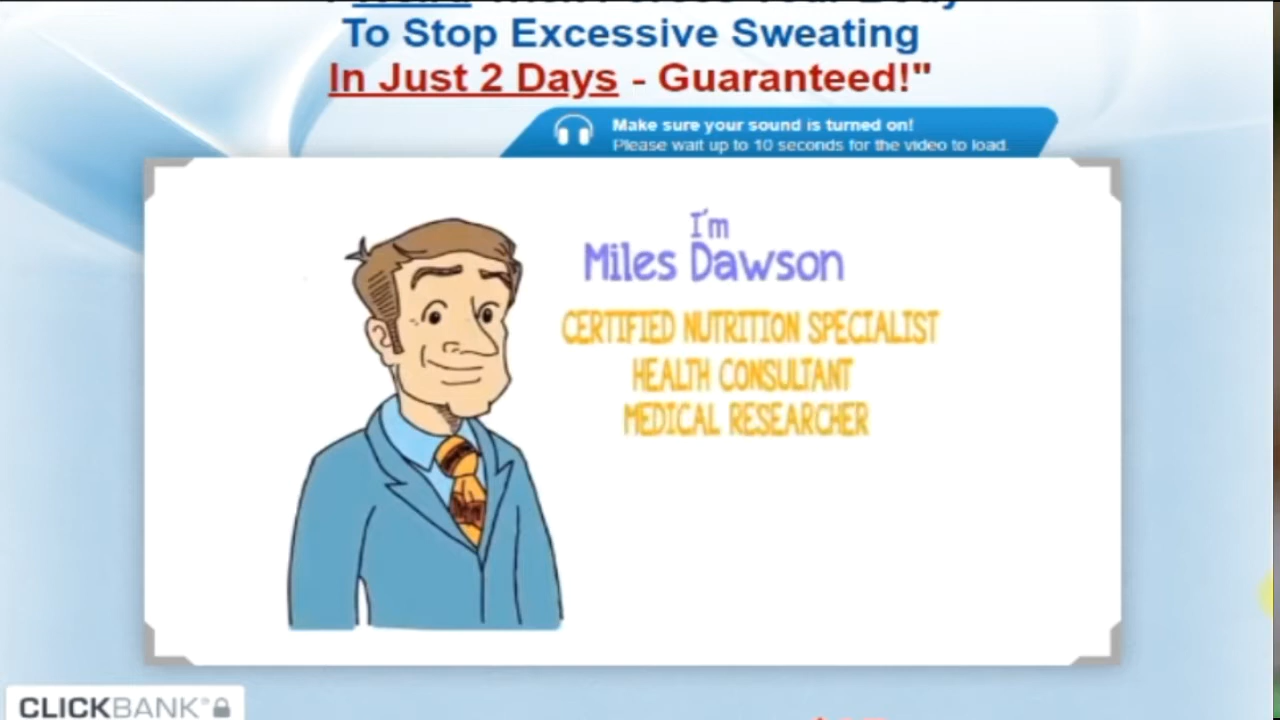 To Stop Excessive Sweating
In Just 2 Days - Guaranteed!"
Make sure your sound is turned on!
Please wait up to 10 seconds for the video to load.
I'm
Miles Dawson
CERTIFIED NUTRITION SPECIALIST
HEALTH CONSULTANT
MEDICAL RESEARCHER
CLICKBANK®